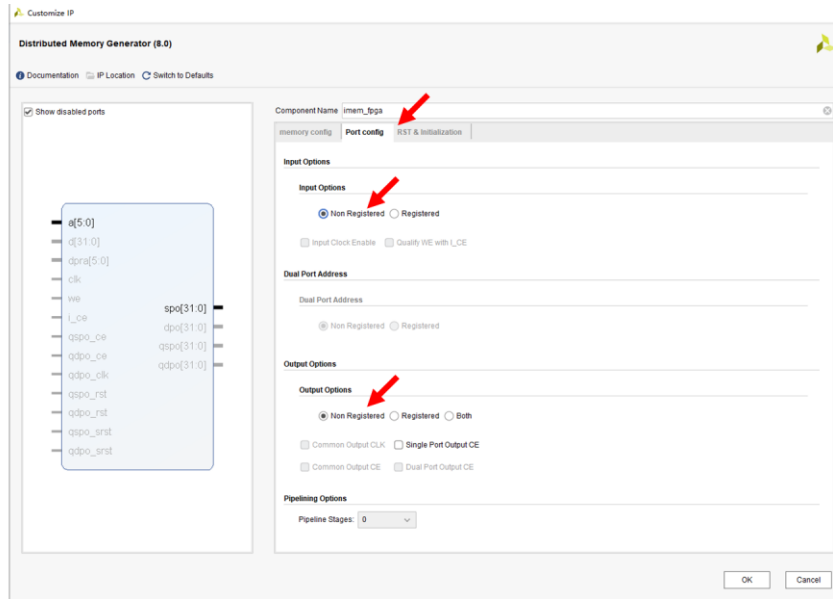 Customize IP
Distributed Memory Generator (8.0)
Documentation IP Location Switch to Defaults
Show disabled ports
a[5:0]
d[31:0]
dpra[5:0]
clk
we
i_ce
qspo_ce
qdpo_ce
qdpo_clk
qspo_rst
qdpo_rst
qspo_srst
qdpo_srst
spo[31:0]
dpo[31:0]
qspo[31:0]
qdpo[31:0]
Component Name imem_fpga
memory config Port config RST & Initialization
Input Options
Input Options
Non Registered Registered
Input Clock Enable Qualify WE with I_CE
Dual Port Address
Dual Port Address
Non Registered Registered
Output Options
Output Options
Non Registered Registered Both
Common Output CLK Single Port Output CE
Common Output CE Dual Port Output CE
Pipelining Options
Pipeline Stages: 0
OK Cancel